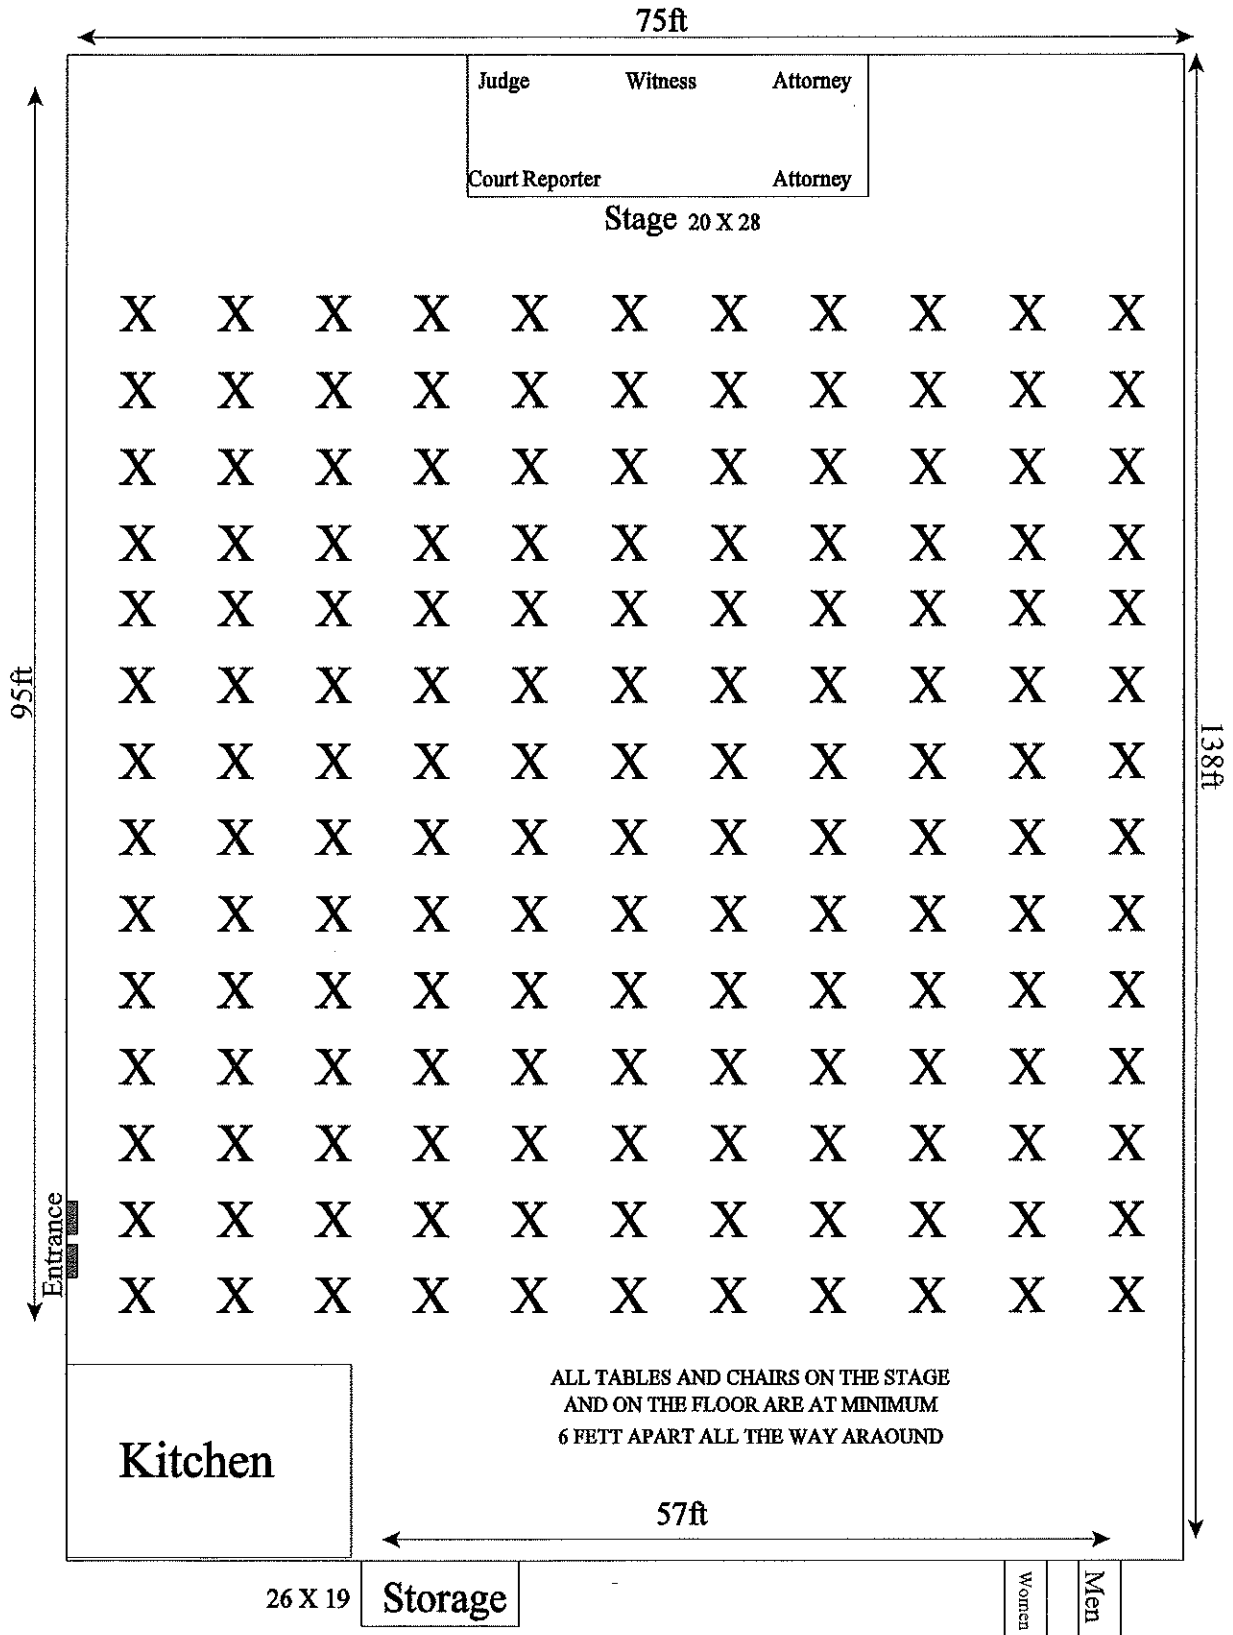 75ft
Judge Witness Attorney
Court Reporter Attorney
Stage 20 X 28
X X X X X X X X X X X
X X X X X X X X X X X
X X X X X X X X X X X
X X X X X X X X X X X
X X X X X X X X X X X
X X X X X X X X X X X
95ft
138ft
X X X X X X X X X X X
X X X X X X X X X X X
X X X X X X X X X X X
X X X X X X X X X X X
X X X X X X X X X X X
X X X X X X X X X X X
X X X X X X X X X X X
Entrance
X X X X X X X X X X X
ALL TABLES AND CHAIRS ON THE STAGE
AND ON THE FLOOR ARE AT MINIMUM
6 FETT APART ALL THE WAY ARAOUND
Kitchen
57ft
26 X 19 Storage
Women
Men